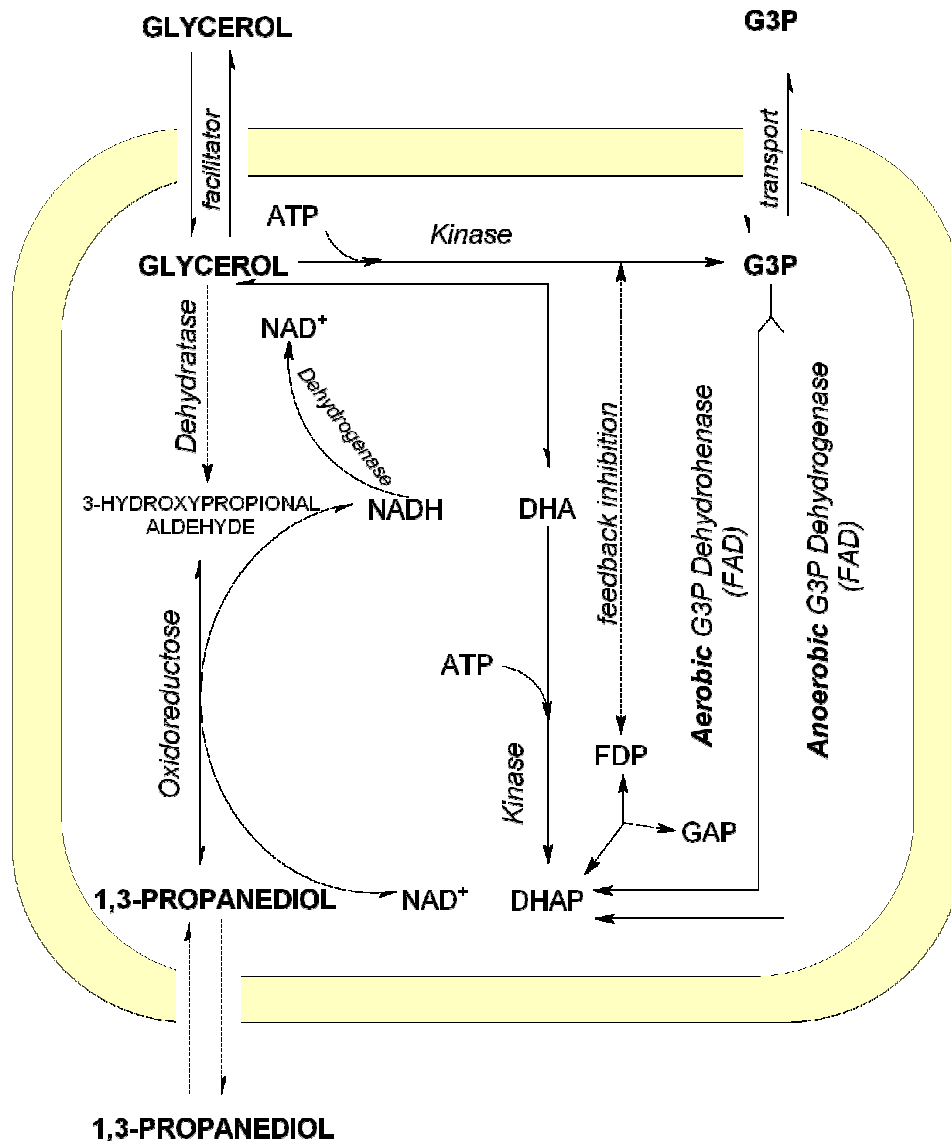 GLYCEROL
G3P
facilitator
transport
ATP
Kinase
GLYCEROL
G3P
Dehydratase
NAD⁺
Dehydrogenase
3-HYDROXYPROPIONAL
ALDEHYDE
NADH
DHA
feedback inhibition
Aerobic G3P Dehydrohenase
(FAD)
Anoerobic G3P Dehydrogenase
(FAD)
Oxidoreductose
ATP
Kinase
FDP
GAP
1,3-PROPANEDIOL
NAD⁺
DHAP
1,3-PROPANEDIOL